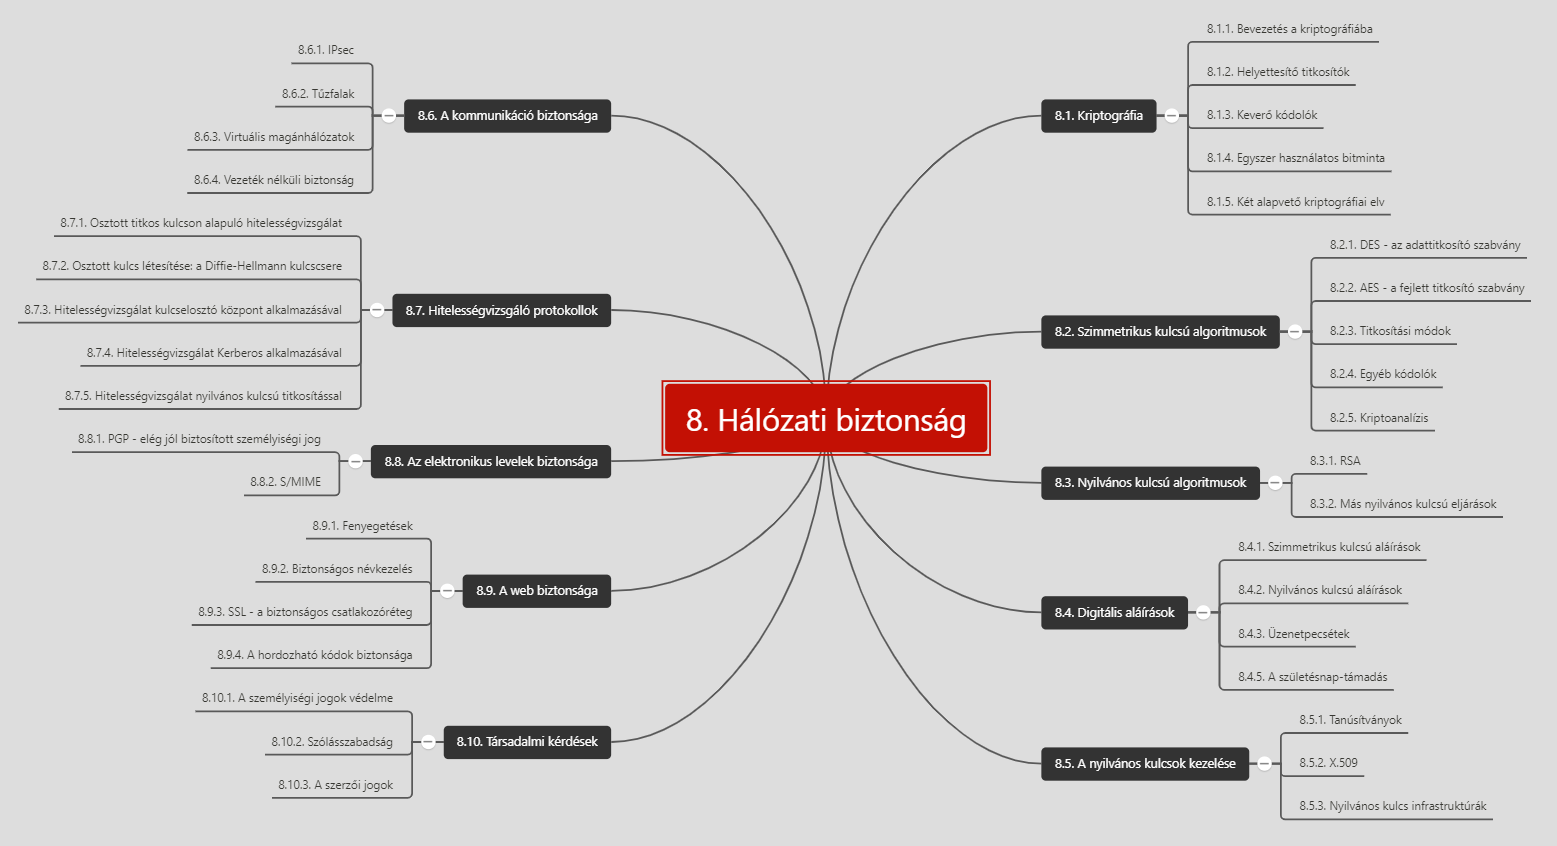 8. Hálózati biztonság
8.1. Kriptográfia
8.1.1. Bevezetés a kriptográfiába
8.1.2. Helyettesítő titkosítók
8.1.3. Keverő kódolók
8.1.4. Egyszer használatos bitminta
8.1.5. Két alapvető kriptográfiai elv
8.2. Szimmetrikus kulcsú algoritmusok
8.2.1. DES - az adattitkosító szabvány
8.2.2. AES - a fejlett titkosító szabvány
8.2.3. Titkosítási módok
8.2.4. Egyéb kódolók
8.2.5. Kriptoanalízis
8.3. Nyilvános kulcsú algoritmusok
8.3.1. RSA
8.3.2. Más nyilvános kulcsú eljárások
8.4. Digitális aláírások
8.4.1. Szimmetrikus kulcsú aláírások
8.4.2. Nyilvános kulcsú aláírások
8.4.3. Üzenetpecsétek
8.4.5. A születésnap-támadás
8.5. A nyilvános kulcsok kezelése
8.5.1. Tanúsítványok
8.5.2. X.509
8.5.3. Nyilvános kulcs infrastruktúrák
8.6. A kommunikáció biztonsága
8.6.1. IPsec
8.6.2. Tűzfalak
8.6.3. Virtuális magánhálózatok
8.6.4. Vezeték nélküli biztonság
8.7. Hitelességvizsgáló protokollok
8.7.1. Osztott titkos kulcson alapuló hitelességvizsgálat
8.7.2. Osztott kulcs létesítése: a Diffie-Hellmann kulcscsere
8.7.3. Hitelességvizsgálat kulcselosztó központ alkalmazásával
8.7.4. Hitelességvizsgálat Kerberos alkalmazásával
8.7.5. Hitelességvizsgálat nyilvános kulcsú titkosítással
8.8. Az elektronikus levelek biztonsága
8.8.1. PGP - elég jól biztosított személyiségi jog
8.8.2. S/MIME
8.9. A web biztonsága
8.9.1. Fenyegetések
8.9.2. Biztonságos névkezelés
8.9.3. SSL - a biztonságos csatlakozóréteg
8.9.4. A hordozható kódok biztonsága
8.10. Társadalmi kérdések
8.10.1. A személyiségi jogok védelme
8.10.2. Szólásszabadság
8.10.3. A szerzői jogok